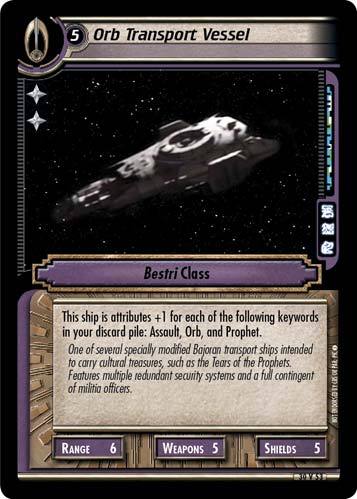 5 Orb Transport Vessel
Bestri Class
This ship is attributes +1 for each of the following keywords
in your discard pile: Assault, Orb, and Prophet.
One of several specially modified Bajoran transport ships intended
to carry cultural treasures, such as the Tears of the Prophets.
Features multiple redundant security systems and a full contingent
of militia officers.
RANGE 6 WEAPONS 5 SHIELDS 5
30 V 53